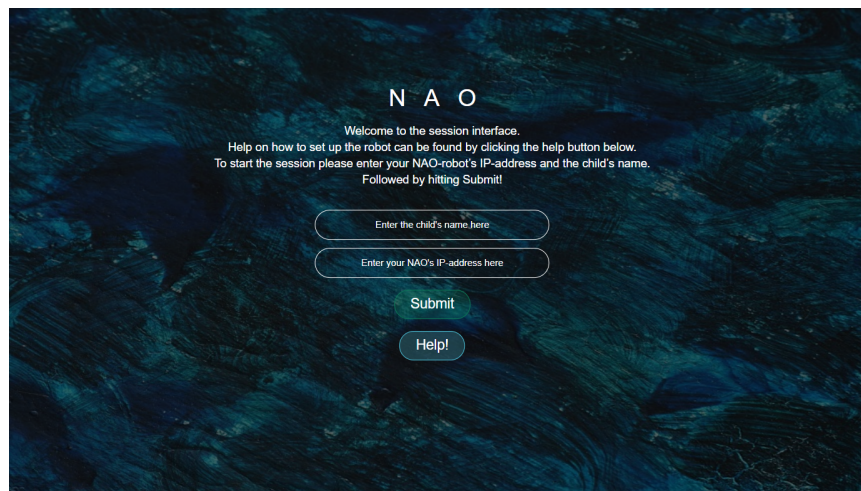 N A O
Welcome to the session interface.
Help on how to set up the robot can be found by clicking the help button below.
To start the session please enter your NAO-robot's IP-address and the child's name.
Followed by hitting Submit!
Enter the child's name here
Enter your NAO's IP-address here
Submit
Help!